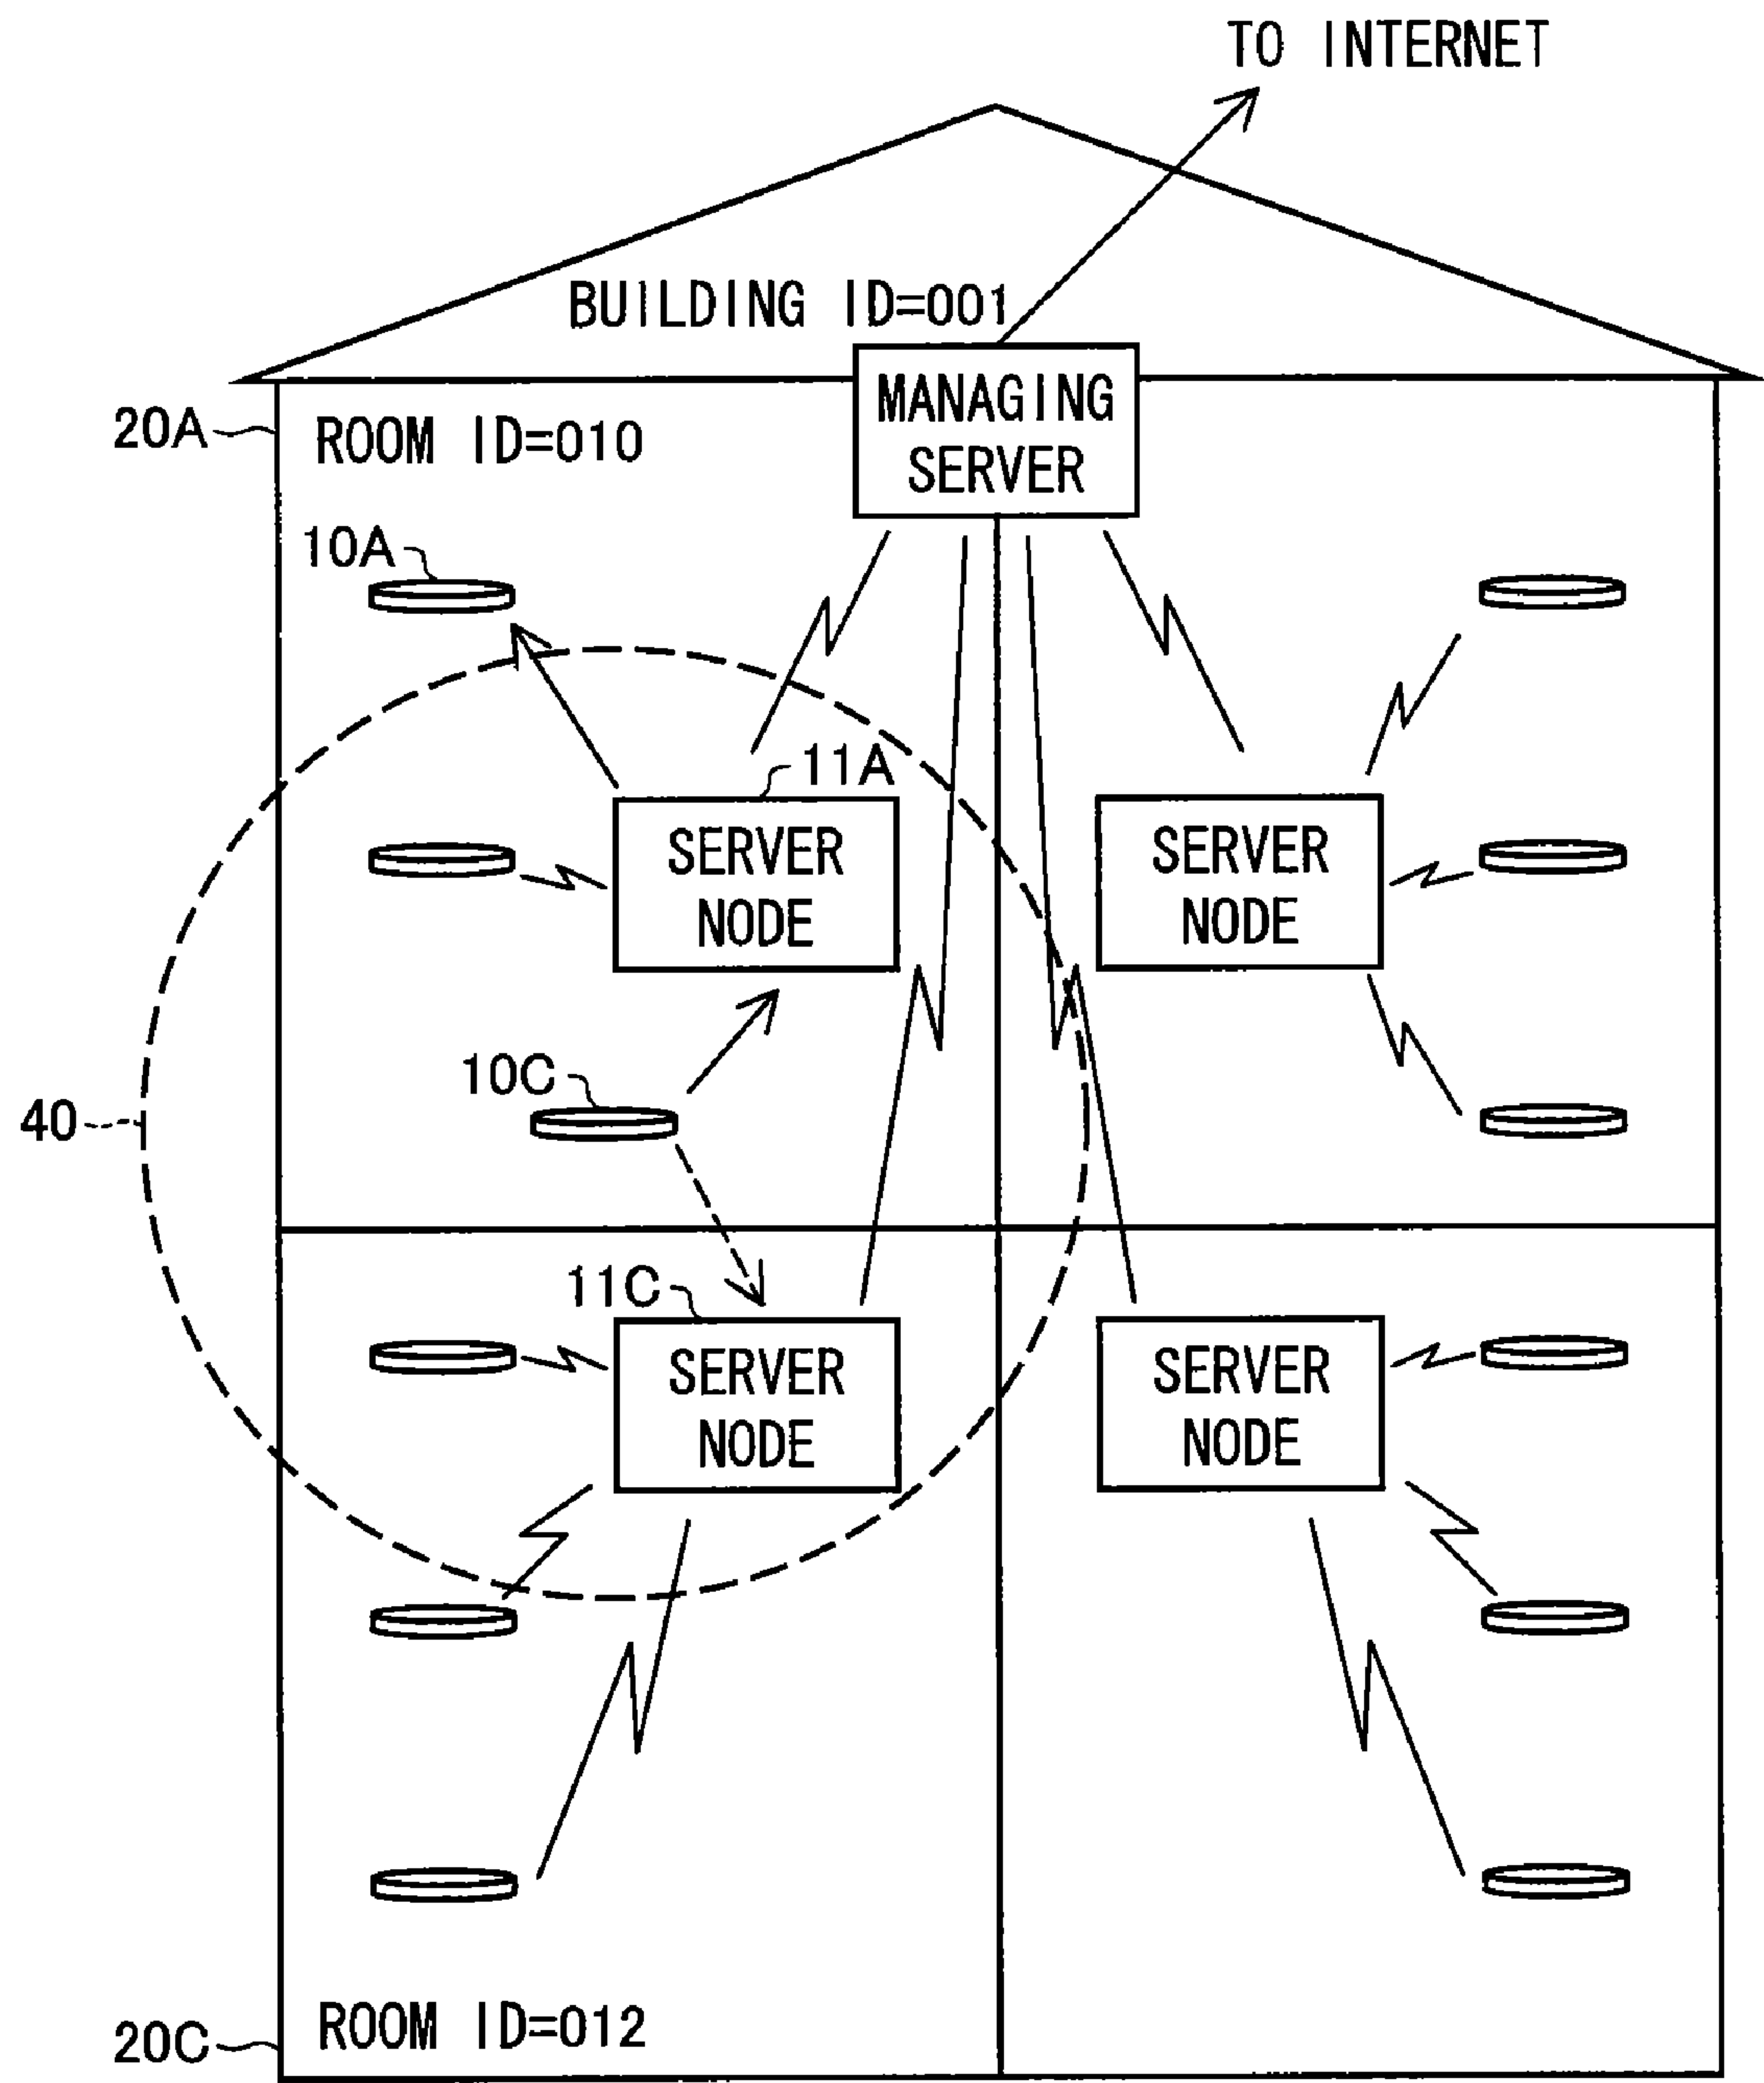 TO INTERNET
BUILDING ID=001
MANAGING
SERVER
20A
ROOM ID=010
10A
11A
SERVER
NODE
SERVER
NODE
10C
40
11C
SERVER
NODE
SERVER
NODE
ROOM ID=012
20C